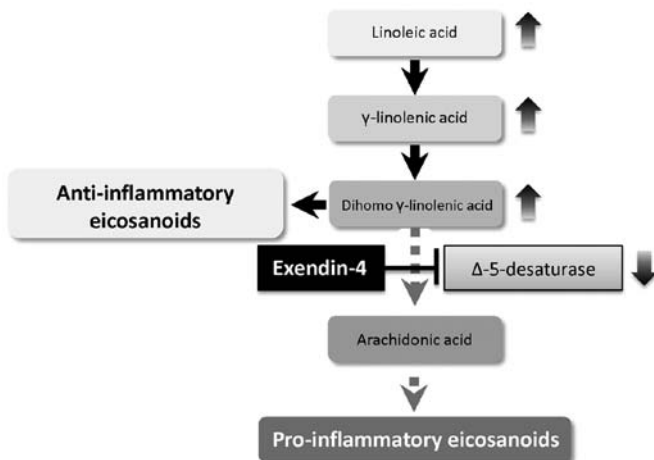 Linoleic acid
γ-linolenic acid
Anti-inflammatory
eicosanoids
Dihomo γ-linolenic acid
Exendin-4
Δ-5-desaturase
Arachidonic acid
Pro-inflammatory eicosanoids